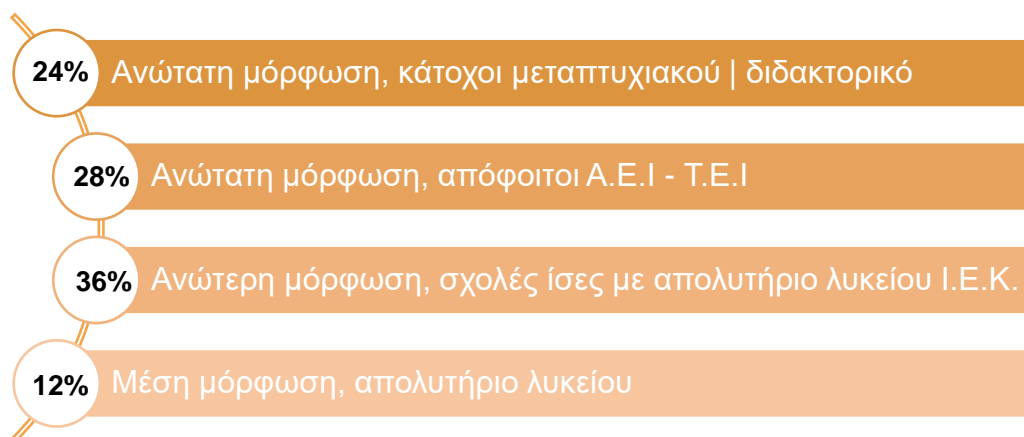 24% Ανώτατη μόρφωση, κάτοχοι μεταπτυχιακού | διδακτορικό
28% Ανώτατη μόρφωση, απόφοιτοι Α.Ε.Ι - Τ.Ε.Ι
36% Ανώτερη μόρφωση, σχολές ίσες με απολυτήριο λυκείου Ι.Ε.Κ.
12% Μέση μόρφωση, απολυτήριο λυκείου